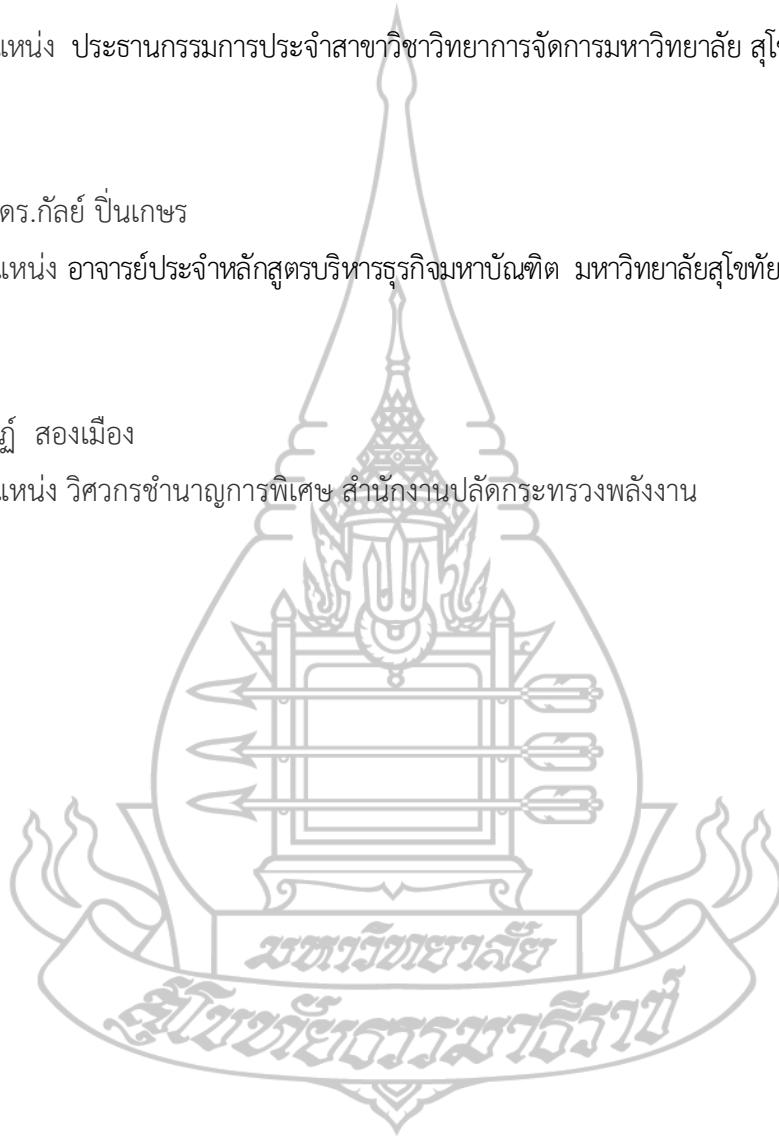 แหน่ง ประธานกรรมการประจำสาขาวิชาวิทยาการจัดการมหาวิทยาลัย สุโข
ดร.กัลย์ ปิ่นเกษร
แหน่ง อาจารย์ประจำหลักสูตรบริหารธุรกิจมหาบัณฑิต มหาวิทยาลัยสุโขทัย
ฏ์ สองเมือง
แหน่ง วิศวกรชำนาญการพิเศษ สำนักงานปลัดกระทรวงพลังงาน
มหาวิทยาลัย
สุโขทัยธรรมาธิราช